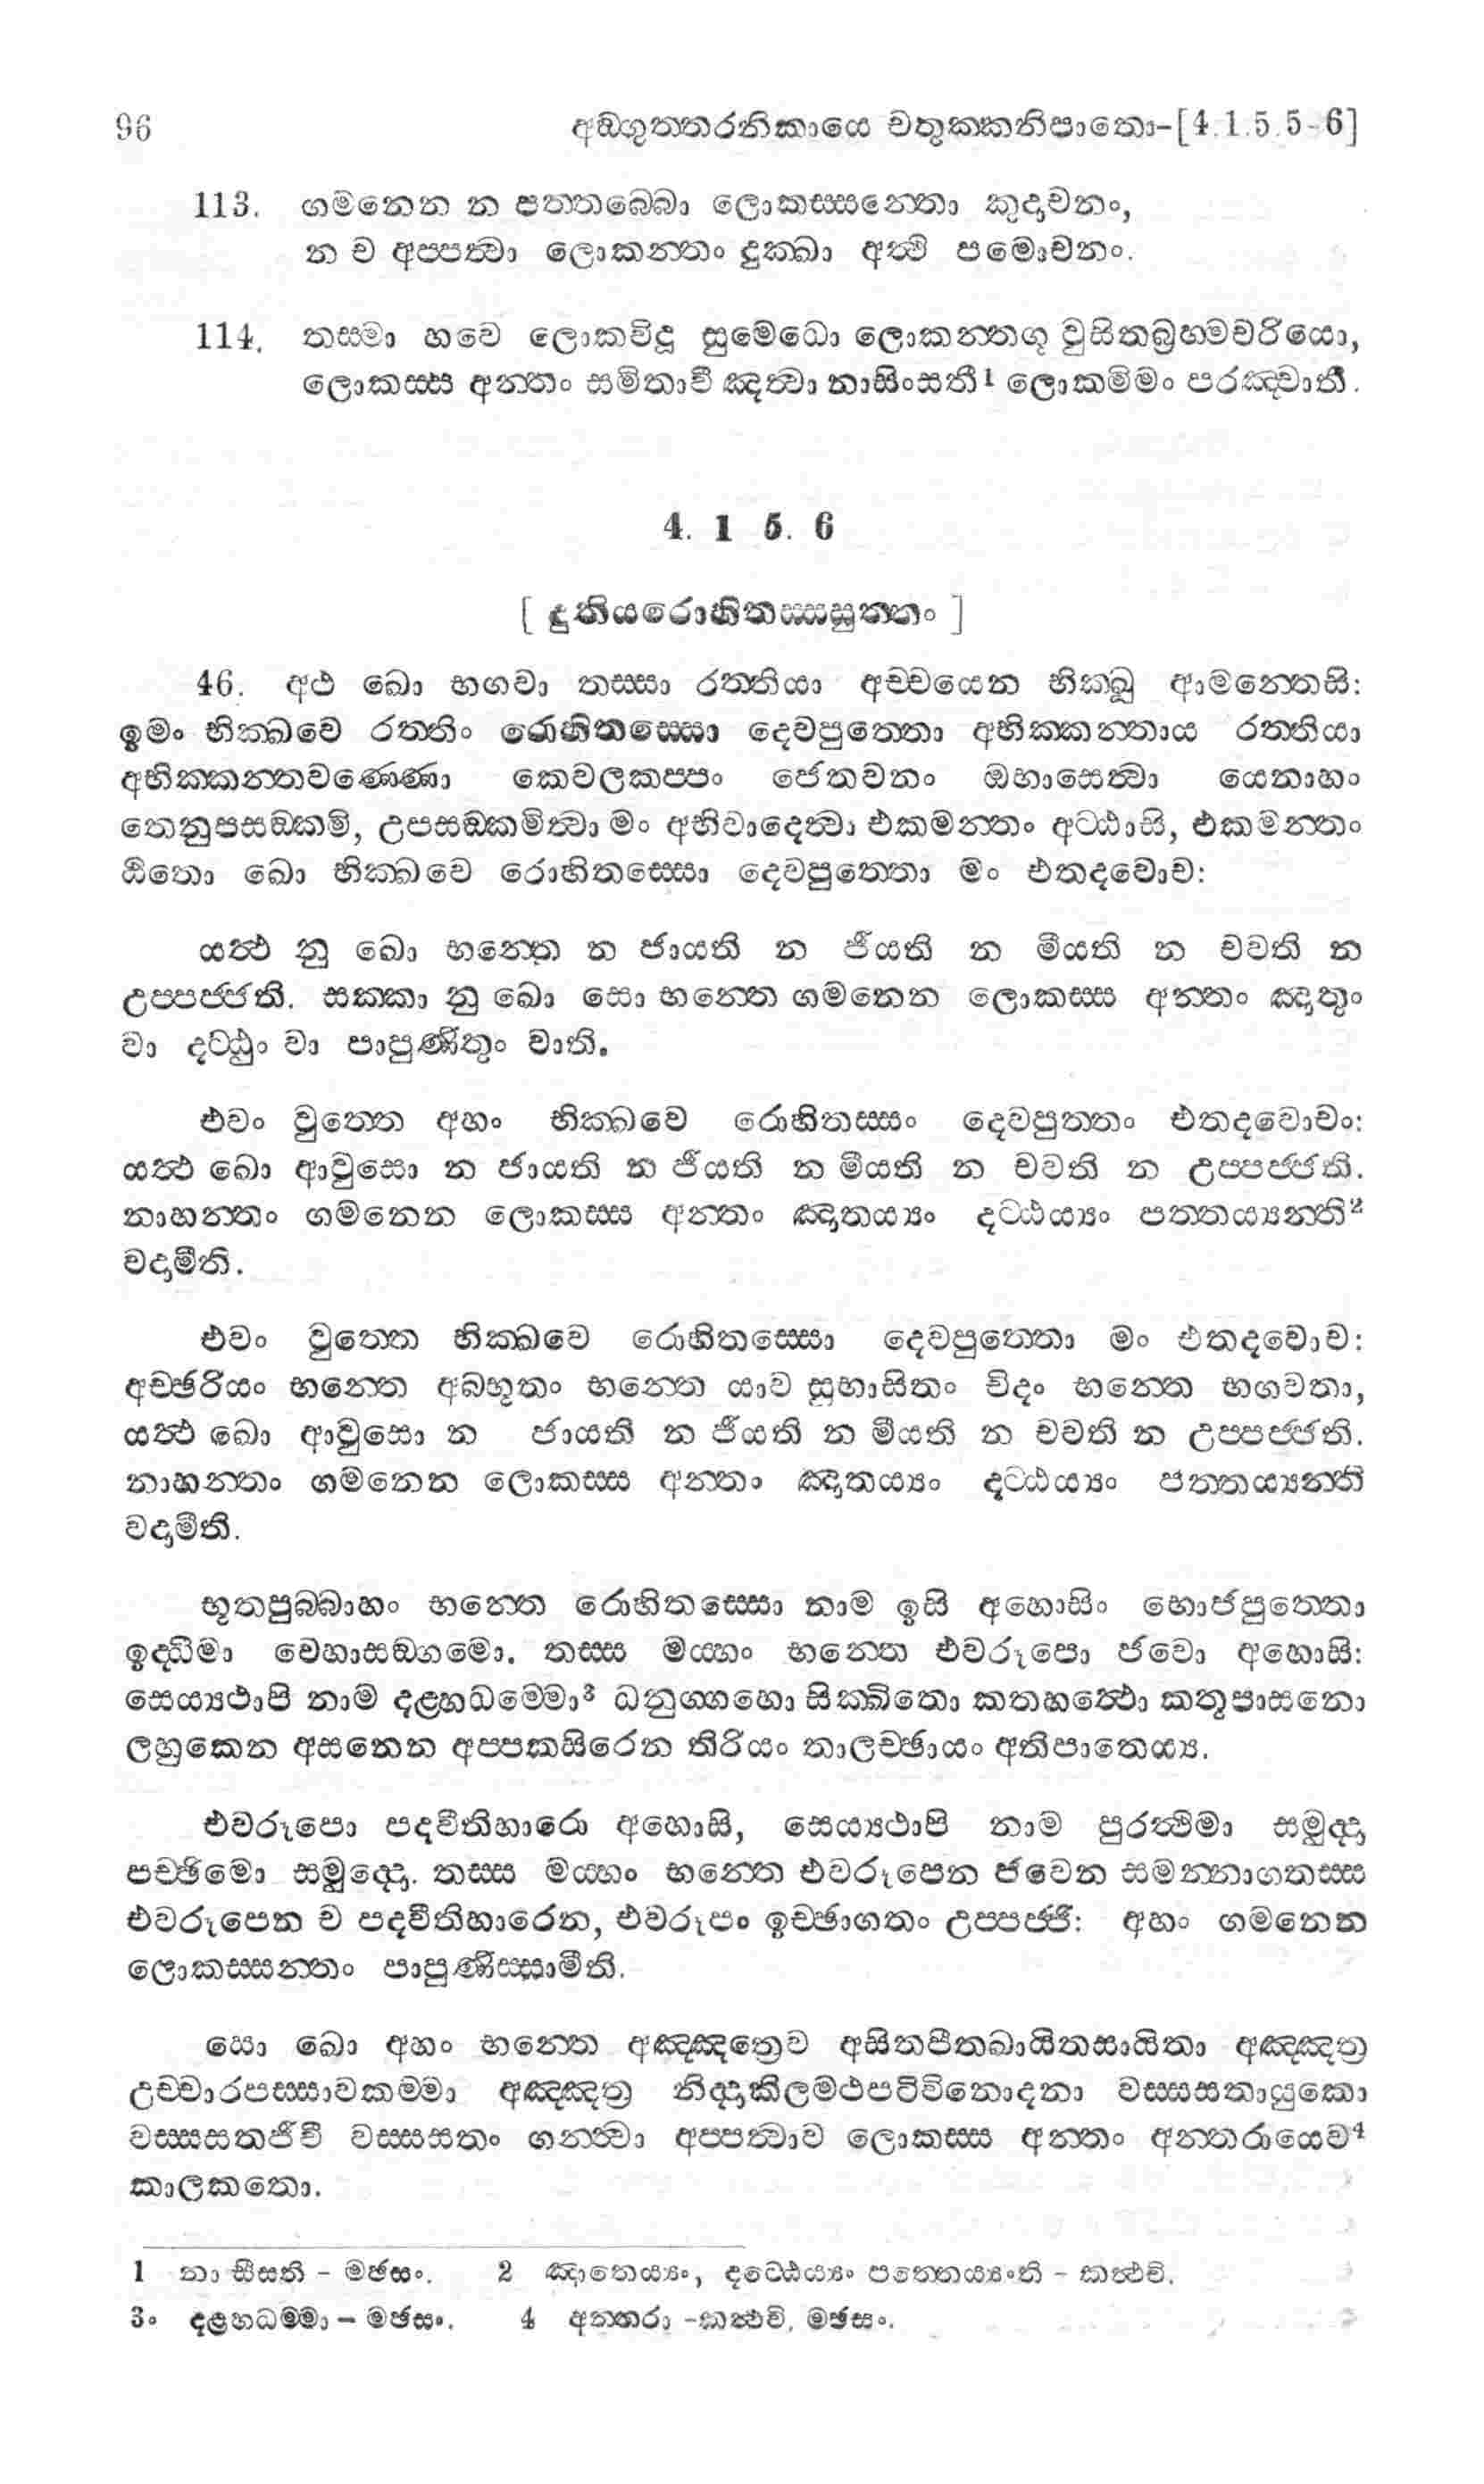 96 අඞ්ගුත්තරනිකායෙ චතුක්කනිපාතො-[4.1.5.5-6]
113. ගමනෙන න පත්තබ්බො ලොකස්සන්තො කුදාචනං,
න ච අප්පත්වා ලොකන්තං දුක්ඛා අත්ථි පමොචනං.
114. තස්මා හවෙ ලොකවිදූ සුමෙධො ලොකන්තගූ වුසිතබ්‍රහ්මචරියො,
ලොකස්ස අන්තං සමිතාවී ඤත්වා නාසිංසතී1 ලොකමිමං පරඤ්චාතී.
4. 1 5. 6
[ දුතියරොහිතස්සසුත්තං ]
46. අථ ඛො භගවා තස්සා රත්තියා අච්චයෙන භික්ඛූ ආමන්තෙසි:
ඉමං භික්ඛවෙ රත්තිං රොහිතස්සො දෙවපුත්තො අභික්කන්තාය රත්තියා
අභික්කන්තවණ්ණො කෙවලකප්පං ජෙතවනං ඔභාසෙත්වා යෙනාහං
තෙනුපසඞ්කමි, උපසඞ්කමිත්වා මං අභිවාදෙත්වා එකමන්තං අට්ඨාසි, එකමන්තං
ඨිතො ඛො භික්ඛවෙ රොහිතස්සො දෙවපුත්තො මං එතදවොච:
යත්ථ නු ඛො භන්තෙ න ජායති න ජීයති න මීයති න චවති න
උප්පජ්ජති. සක්කා නු ඛො සො භන්තෙ ගමනෙන ලොකස්ස අන්තං ඤාතුං
වා දට්ඨුං වා පාපුණිතුං වාති.
එවං වුත්තෙ අහං භික්ඛවෙ රොහිතස්සං දෙවපුත්තං එතදවොචං:
යත්ථ ඛො ආවුසො න ජායති න ජීයති න මීයති න චවති න උප්පජ්ජති.
නාහන්තං ගමනෙන ලොකස්ස අන්තං ඤාතය්‍යං දට්ඨය්‍යං පත්තය්‍යන්ති2
වදාමීති.
එවං වුත්තෙ භික්ඛවෙ රොහිතස්සො දෙවපුත්තො මං එතදවොච:
අච්ඡරියං භන්තෙ අබ්භූතං භන්තෙ යාව සුභාසිතං චිදං භන්තෙ භගවතා,
යත්ථ ඛො ආවුසො න ජායති න ජීයති න මීයති න චවති න උප්පජ්ජති.
නාහන්තං ගමනෙන ලොකස්ස අන්තං ඤාතය්‍යං දට්ඨය්‍යං පත්තය්‍යන්ති
වදාමීති.
භූතපුබ්බාහං භන්තෙ රොහිතස්සො නාම ඉසි අහොසිං භොජපුත්තො
ඉද්ධිමා වෙහාසඞ්ගමො. තස්ස මය්හං භන්තෙ එවරූපො ජවො අහොසි:
සෙය්‍යථාපි නාම දළ්හධම්මො3 ධනුග්ගහො සික්ඛිතො කතහත්ථො කතූපාසනො
ලහුකෙන අසනෙන අප්පකසිරෙන තිරියං තාලච්ඡායං අතිපාතෙය්‍ය.
එවරූපො පදවීතිහාරො අහොසි, සෙය්‍යථාපි නාම පුරත්ථිමා සමුද්දා
පච්ඡිමො සමුද්දො. තස්ස මය්හං භන්තෙ එවරූපෙන ජවෙන සමන්නාගතස්ස
එවරූපෙන ච පදවීතිහාරෙන, එවරූපං ඉච්ඡාගතං උප්පජ්ජි: අහං ගමනෙන
ලොකස්සන්තං පාපුණිස්සාමීති.
සො ඛො අහං භන්තෙ අඤ්ඤත්‍රෙව අසිතපීතඛායිතසායිතා අඤ්ඤත්‍ර
උච්චාරපස්සාවකම්මා අඤ්ඤත්‍ර නිද්දාකිලමථපටිවිනොදනා වස්සසතායුකො
වස්සසතජීවී වස්සසතං ගන්ත්වා අප්පත්වාව ලොකස්ස අන්තං අන්තරායෙව4
කාලකතො.
1 නාසීසති - මඡසං. 2 ඤාතෙය්‍යං, දට්ඨෙය්‍යං පත්තෙය්‍යංති - කත්ථචි.
3. දළ්හධම්මා - මඡසං. 4 අන්තරා -කත්ථචි, මඡසං.